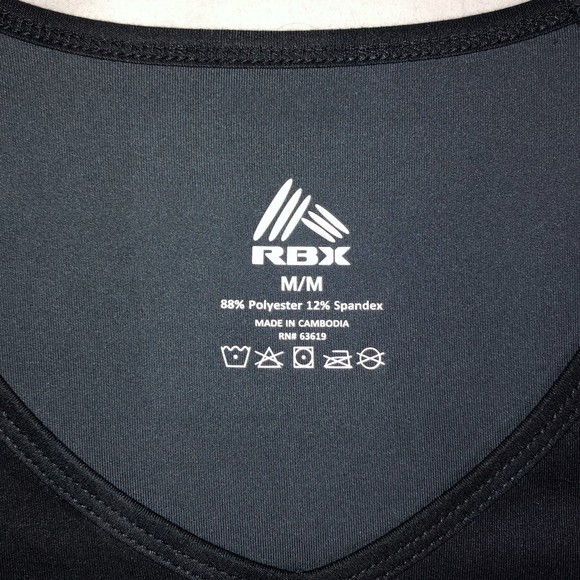 RBX
M/M
88% Polyester 12% Spandex
MADE IN CAMBODIA
RN# 63619